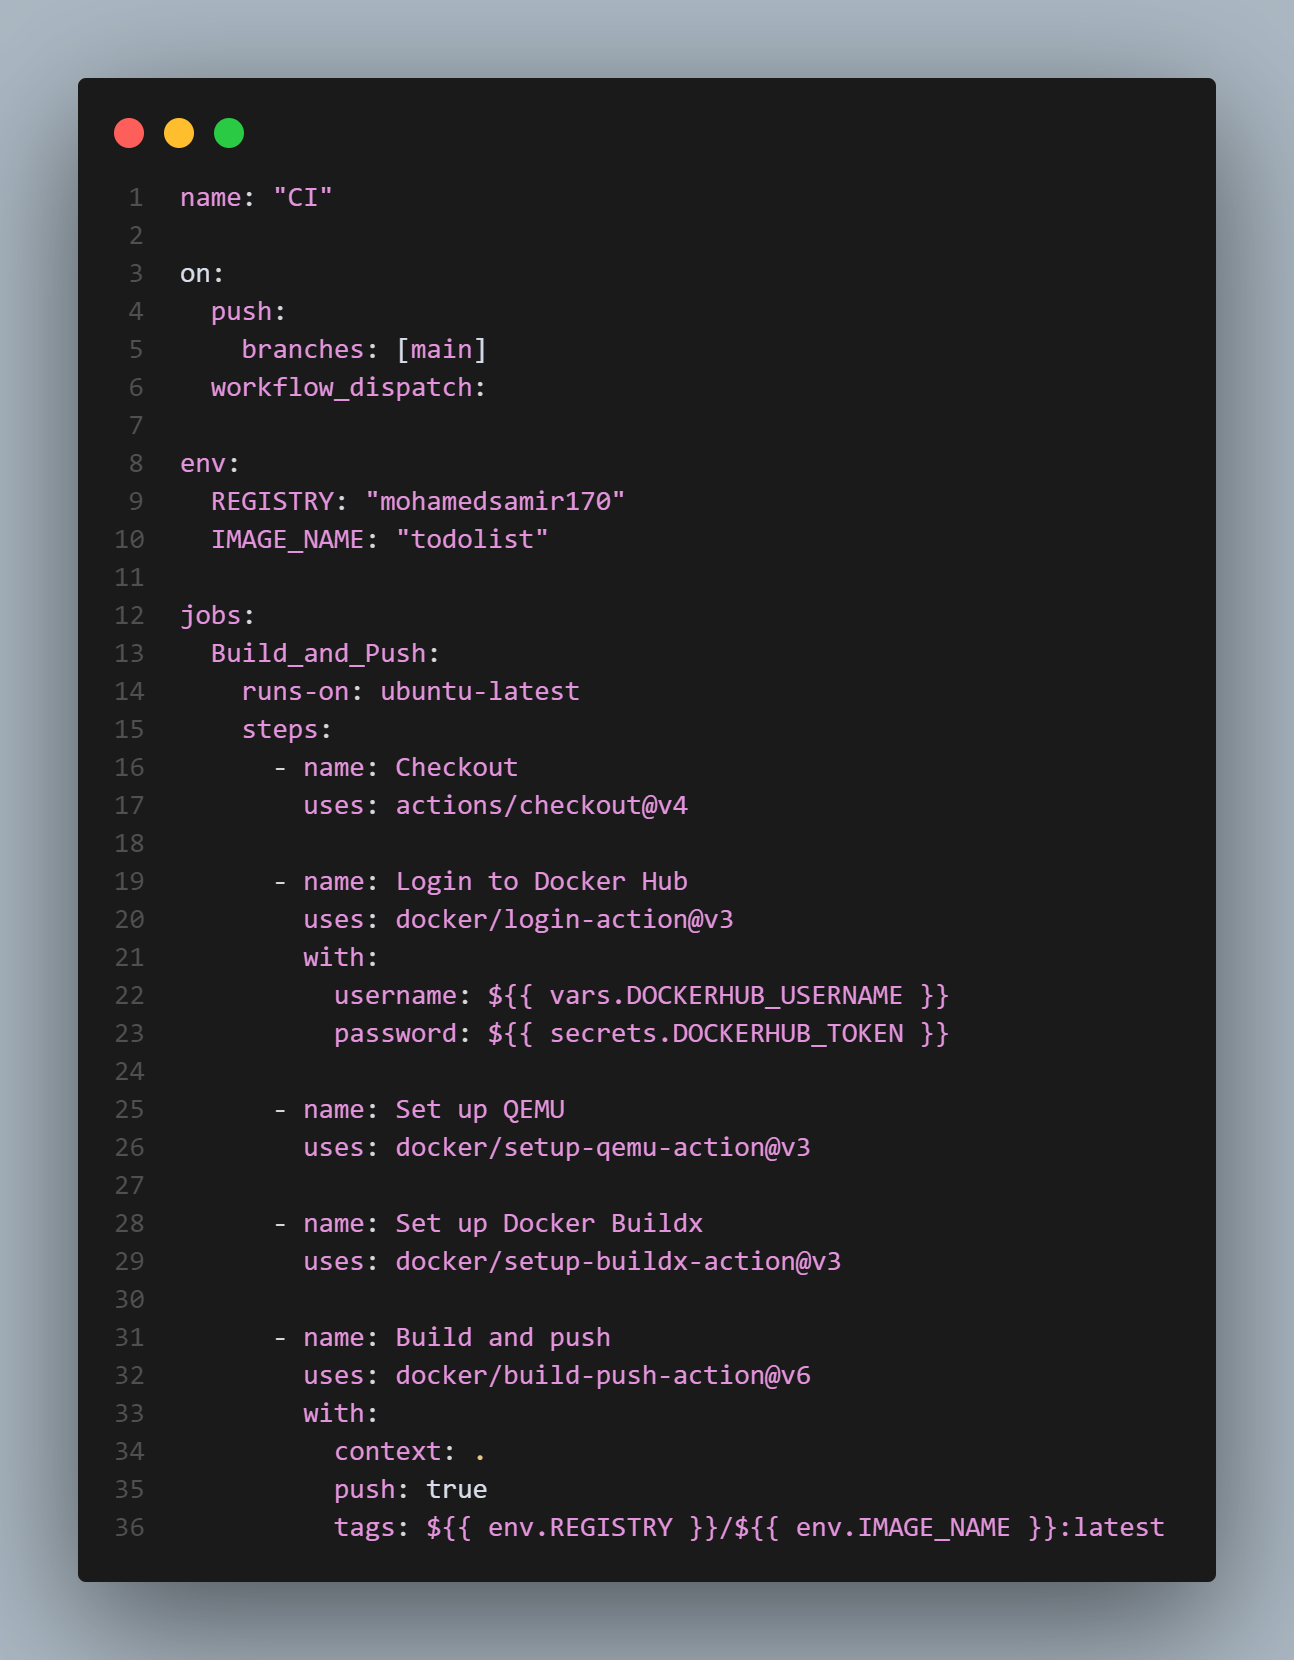 1 name: "CI"
2
3 on:
4   push:
5     branches: [main]
6   workflow_dispatch:
7
8 env:
9   REGISTRY: "mohamedsamir170"
10   IMAGE_NAME: "todolist"
11
12 jobs:
13   Build_and_Push:
14     runs-on: ubuntu-latest
15     steps:
16       - name: Checkout
17         uses: actions/checkout@v4
18
19       - name: Login to Docker Hub
20         uses: docker/login-action@v3
21         with:
22           username: ${{ vars.DOCKERHUB_USERNAME }}
23           password: ${{ secrets.DOCKERHUB_TOKEN }}
24
25       - name: Set up QEMU
26         uses: docker/setup-qemu-action@v3
27
28       - name: Set up Docker Buildx
29         uses: docker/setup-buildx-action@v3
30
31       - name: Build and push
32         uses: docker/build-push-action@v6
33         with:
34           context: .
35           push: true
36           tags: ${{ env.REGISTRY }}/${{ env.IMAGE_NAME }}:latest